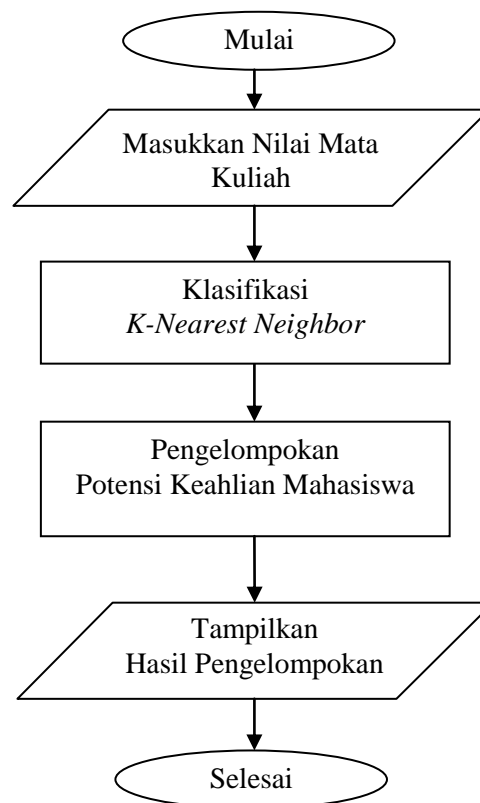 Mulai
Masukkan Nilai Mata
Kuliah
Klasifikasi
K-Nearest Neighbor
Pengelompokan
Potensi Keahlian Mahasiswa
Tampilkan
Hasil Pengelompokan
Selesai